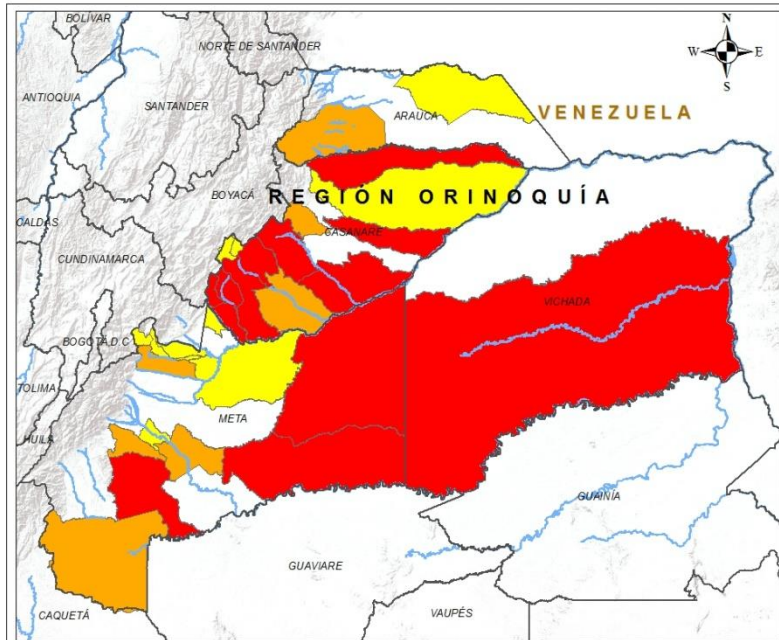 BOLÍVAR
NORTE DE SANTANDER
N
W
E
S
ANTIOQUIA
SANTANDER
ARAUCA
VENEZUELA
BOYACÁ
REGIÓN ORINOQUÍA
CALDAS
CASANARE
CUNDINAMARCA
VICHADA
BOGOTÁ D.C
TOLIMA
META
HUILA
GUAINÍA
GUAVIARE
CAQUETÁ
VAUPÉS